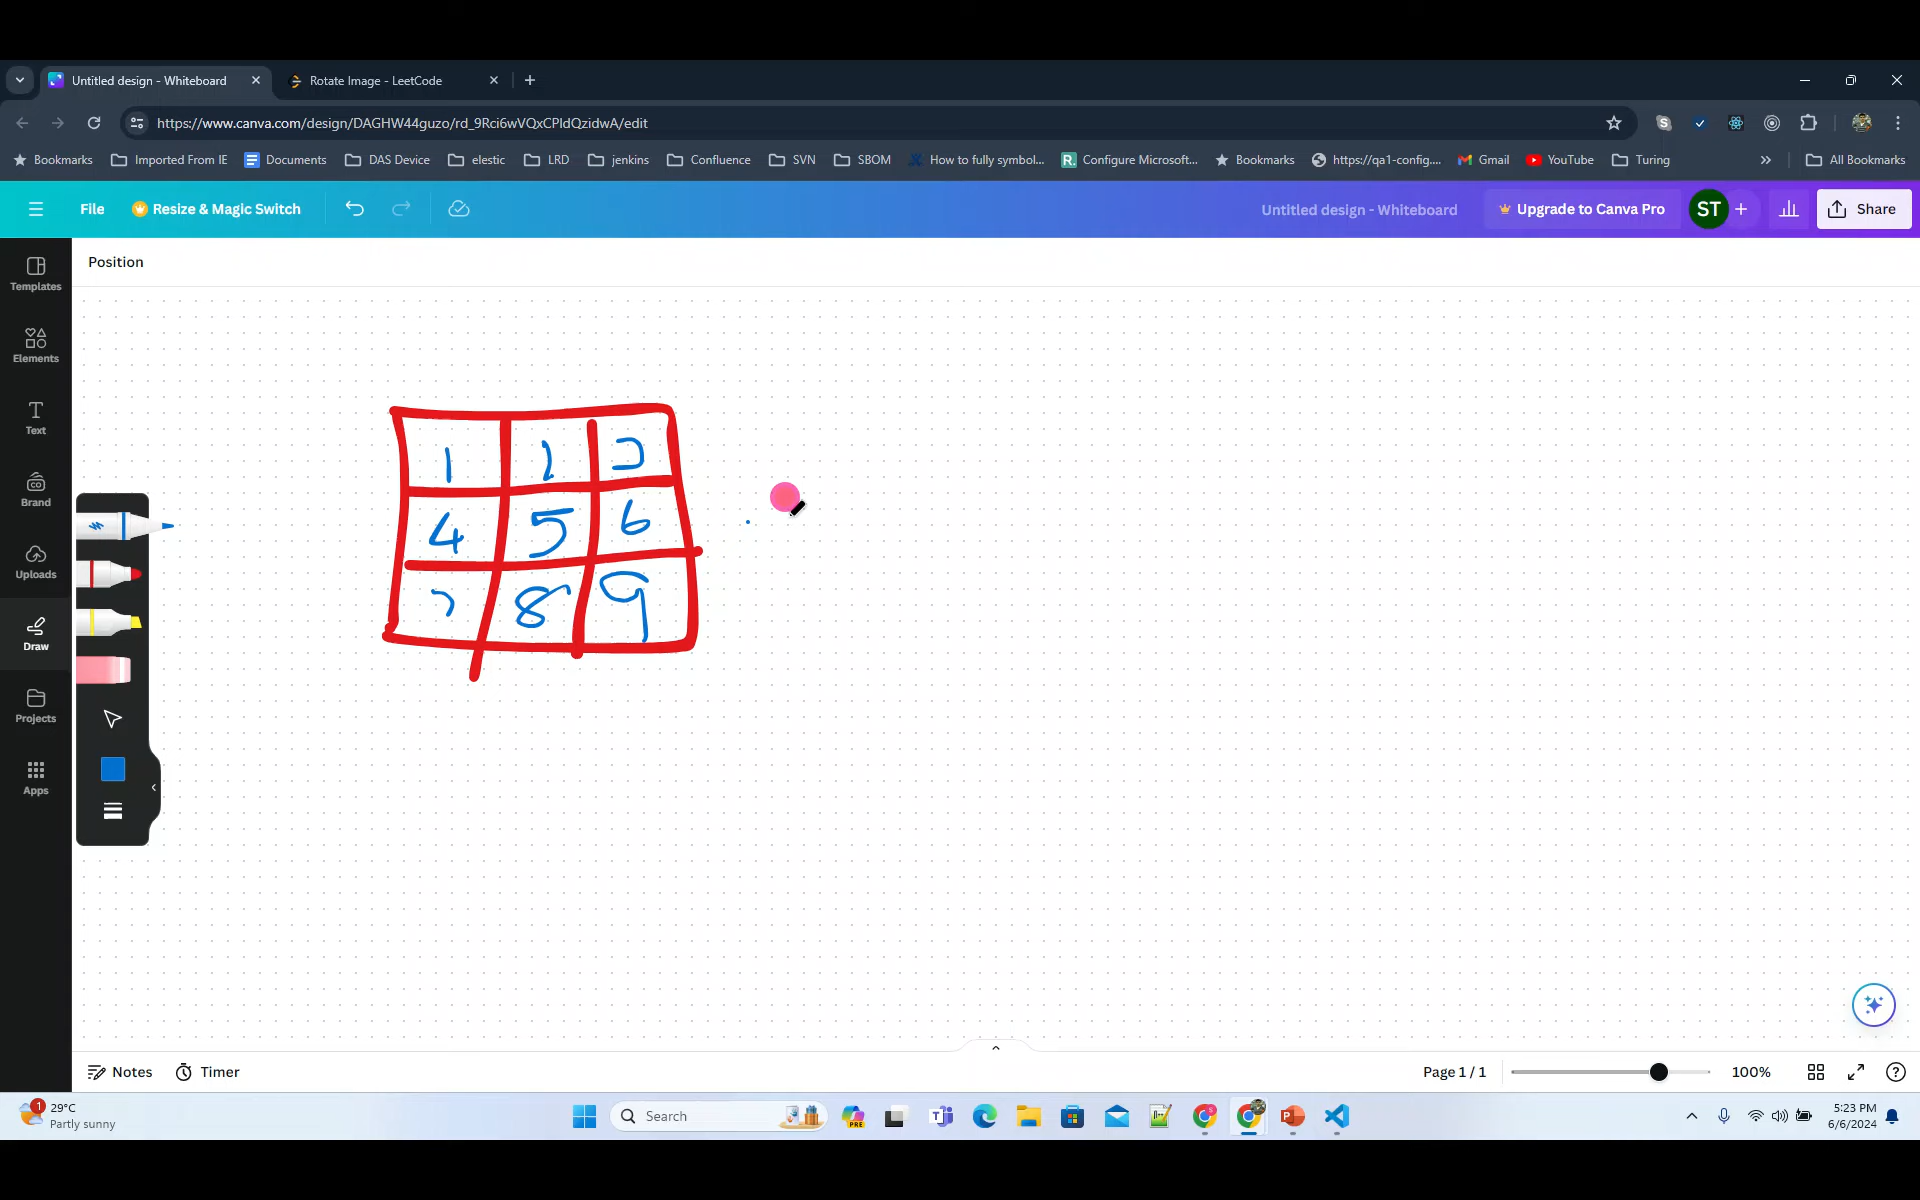 Untitled design - Whiteboard
Rotate Image - LeetCode
https://www.canva.com/design/DAGHW44guzo/rd_9Rci6wVQxCPIdQzidwA/edit
Bookmarks Imported From IE Documents DAS Device elestic LRD jenkins Confluence SVN SBOM How to fully symbol... R. Configure Microsoft... Bookmarks https://qa1-config.... Gmail YouTube Turing » All Bookmarks
File Resize & Magic Switch Untitled design - Whiteboard Upgrade to Canva Pro ST + Share
Position
Templates
Elements
Text
Brand
Uploads
Draw
Projects
Apps
1
4 5 6
8 9
Notes Timer Page 1 / 1 100%
1 29°C
Partly sunny
Search
PRE
5:23 PM
6/6/2024